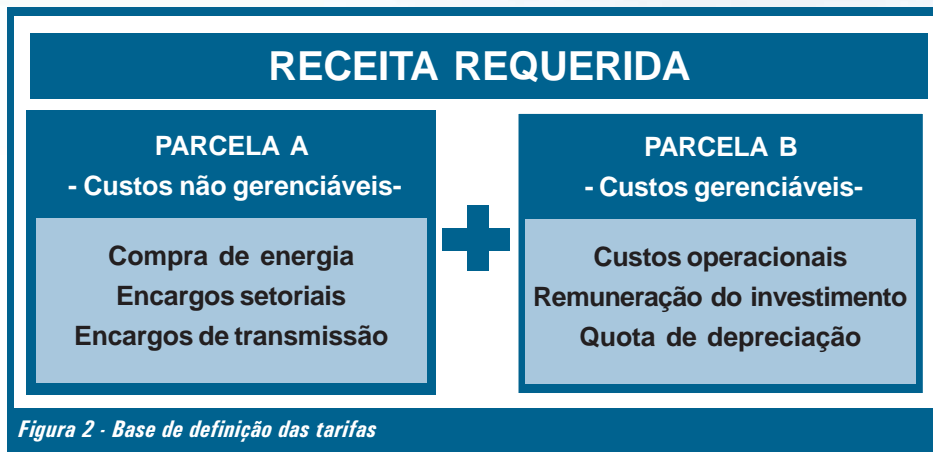 RECEITA REQUERIDA
PARCELA A
- Custos não gerenciáveis-
Compra de energia
Encargos setoriais
Encargos de transmissão
PARCELA B
- Custos gerenciáveis-
Custos operacionais
Remuneração do investimento
Quota de depreciação
Figura 2 - Base de definição das tarifas